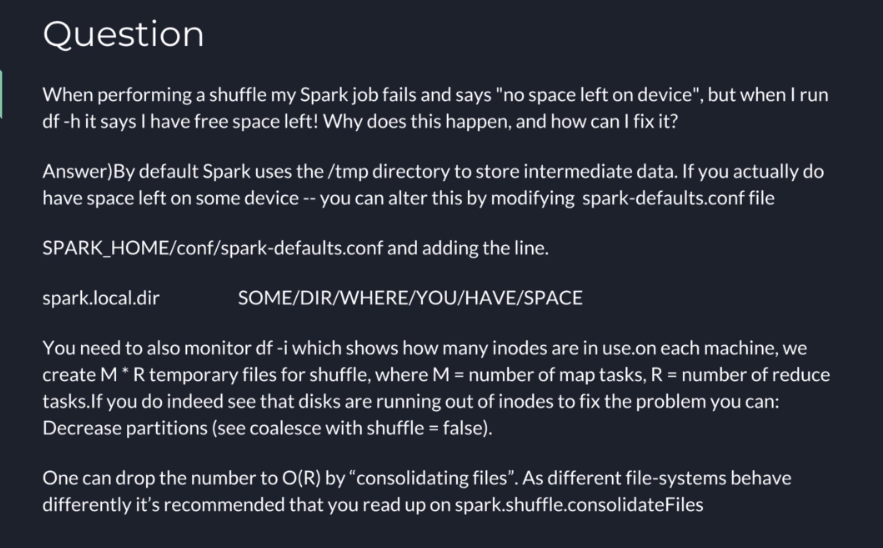 Question
When performing a shuffle my Spark job fails and says "no space left on device", but when I run
df -h it says I have free space left! Why does this happen, and how can I fix it?
Answer)By default Spark uses the /tmp directory to store intermediate data. If you actually do
have space left on some device -- you can alter this by modifying spark-defaults.conf file
SPARK_HOME/conf/spark-defaults.conf and adding the line.
spark.local.dir SOME/DIR/WHERE/YOU/HAVE/SPACE
You need to also monitor df -i which shows how many inodes are in use.on each machine, we
create M * R temporary files for shuffle, where M = number of map tasks, R = number of reduce
tasks.If you do indeed see that disks are running out of inodes to fix the problem you can:
Decrease partitions (see coalesce with shuffle = false).
One can drop the number to O(R) by “consolidating files”. As different file-systems behave
differently it’s recommended that you read up on spark.shuffle.consolidateFiles